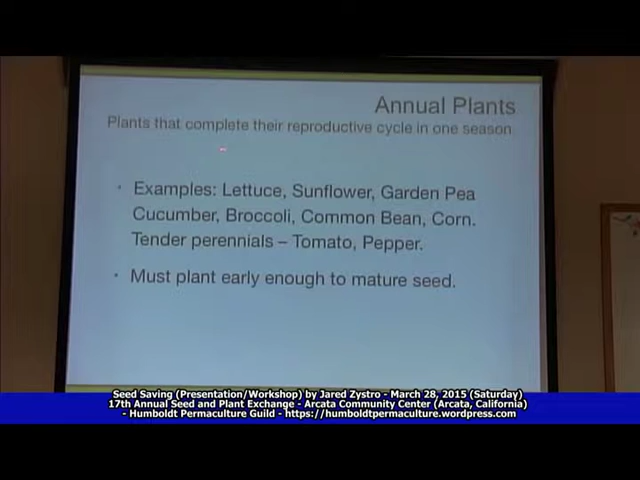 Annual Plants
Plants that complete their reproductive cycle in one season
• Examples: Lettuce, Sunflower, Garden Pea
Cucumber, Broccoli, Common Bean, Corn.
Tender perennials – Tomato, Pepper.
• Must plant early enough to mature seed.
Seed Saving (Presentation/Workshop) by Jared Zystro - March 28, 2015 (Saturday)
17th Annual Seed and Plant Exchange - Arcata Community Center (Arcata, California)
- Humboldt Permaculture Guild - https://humboldtpermaculture.wordpress.com